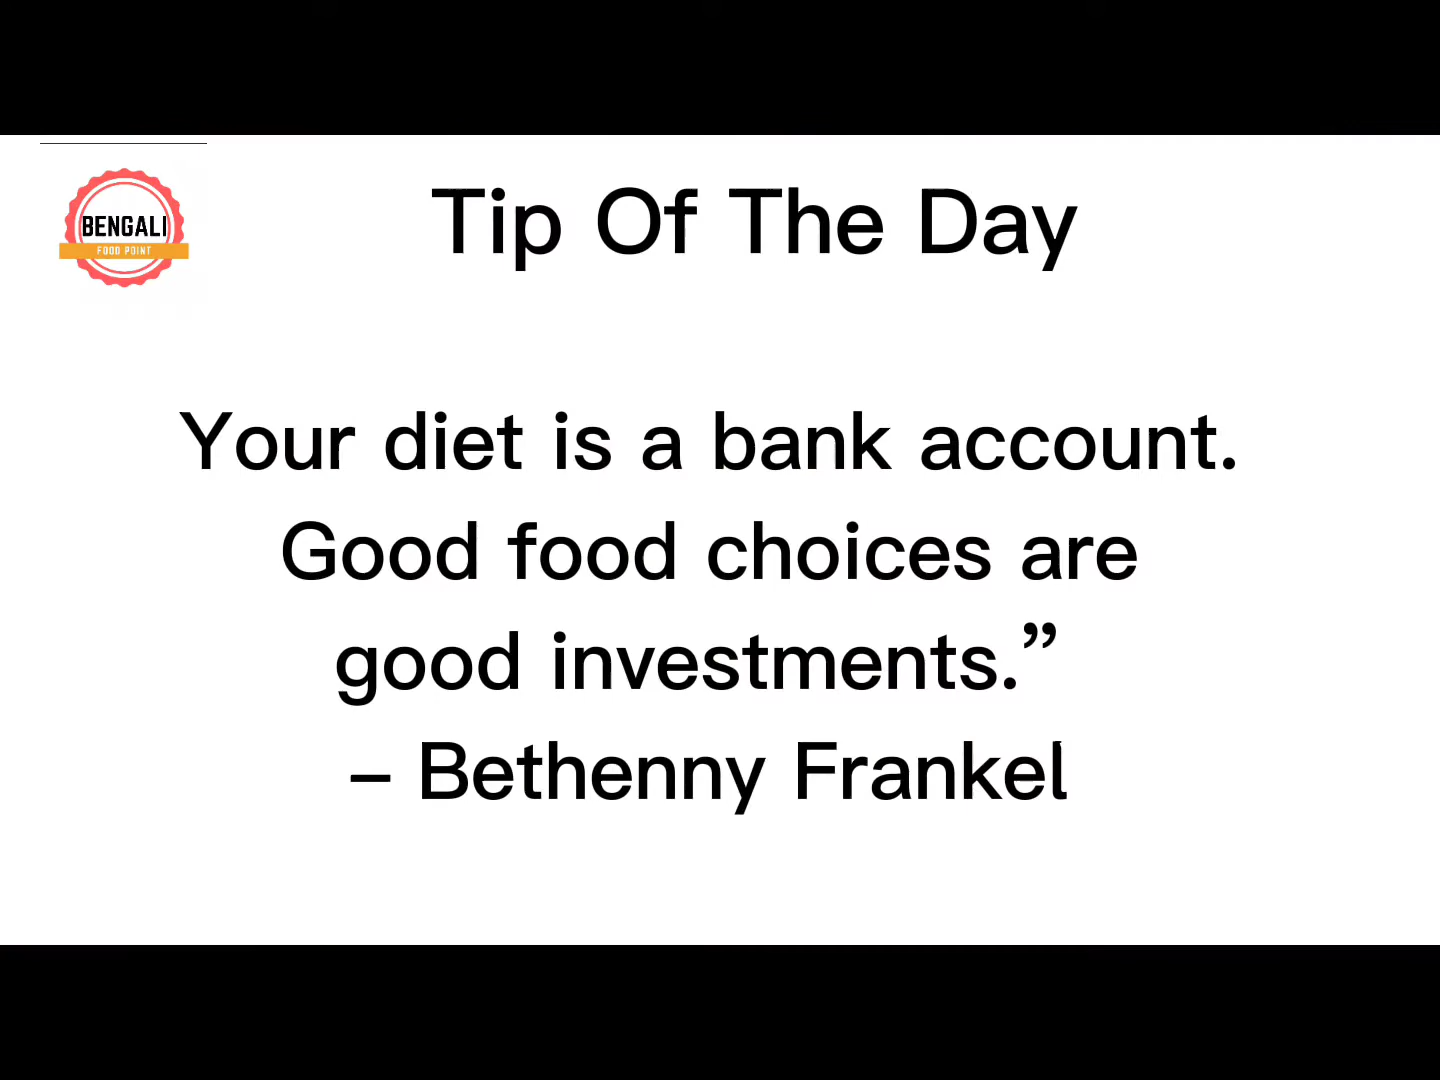 BENGALI
FOOD POINT
Tip Of The Day
Your diet is a bank account.
Good food choices are
good investments.”
– Bethenny Frankel